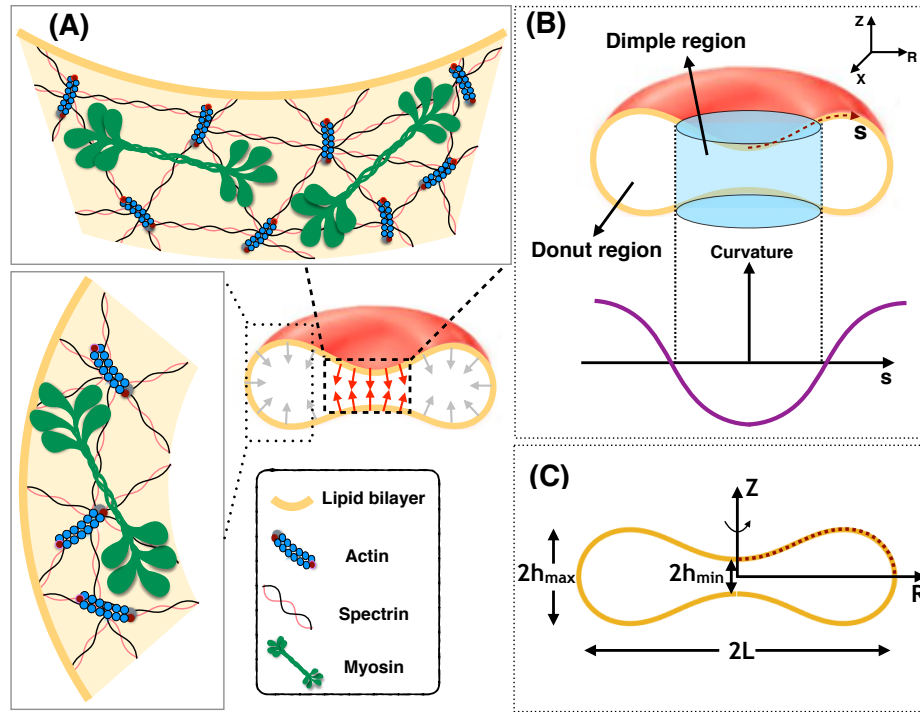 (A)
Lipid bilayer
Actin
Spectrin
Myosin
(B)
Dimple region
Z
R
X
S
Donut region
Curvature
S
(C)
Z
2hmax
2hmin
R
2L